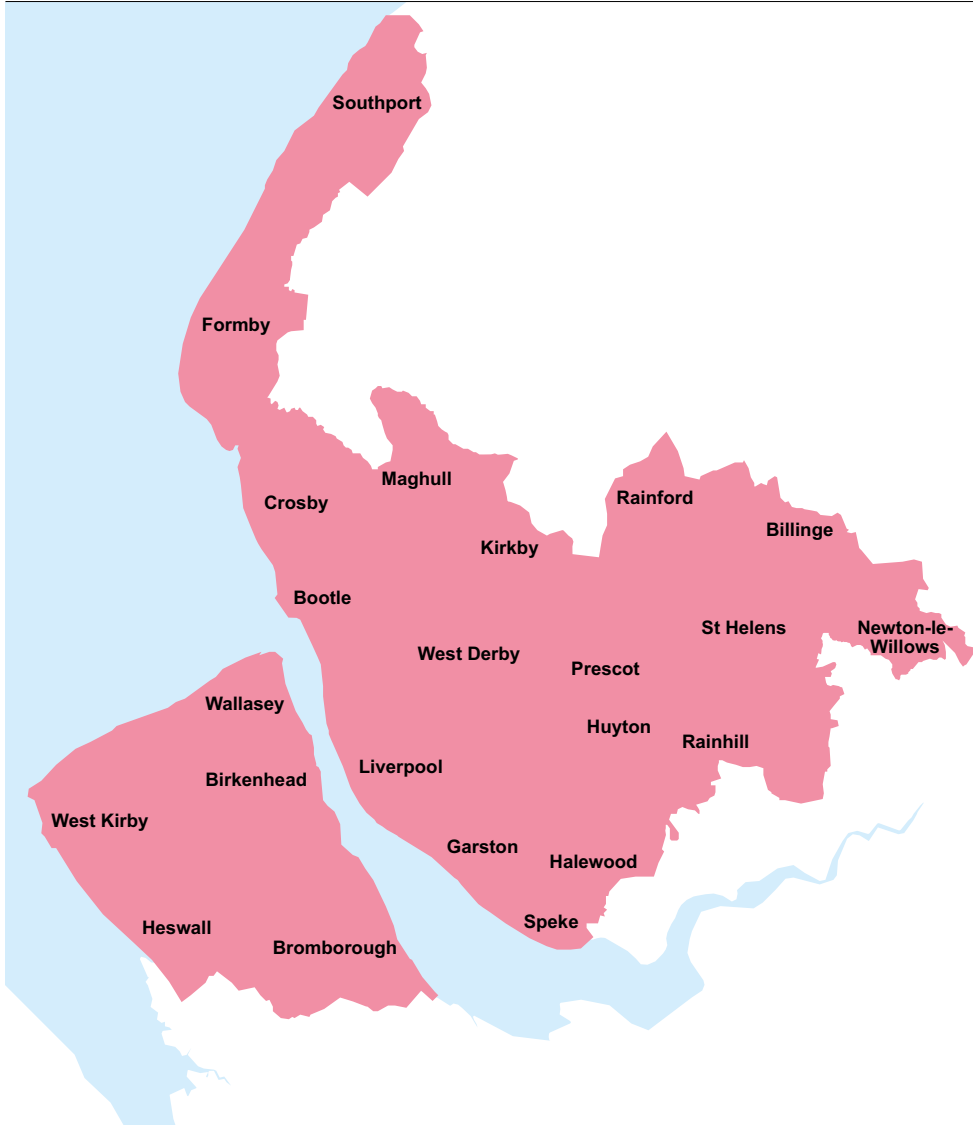 Southport
Formby
Maghull
Rainford
Crosby
Billinge
Kirkby
Bootle
St Helens
Newton-le-
Willows
West Derby
Prescot
Wallasey
Huyton
Rainhill
Liverpool
Birkenhead
West Kirby
Garston
Halewood
Speke
Heswall
Bromborough